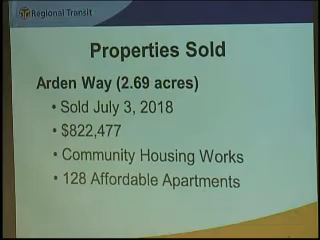 Regional Transit
Properties Sold
Arden Way (2.69 acres)
• Sold July 3, 2018
• $822,477
• Community Housing Works
• 128 Affordable Apartments